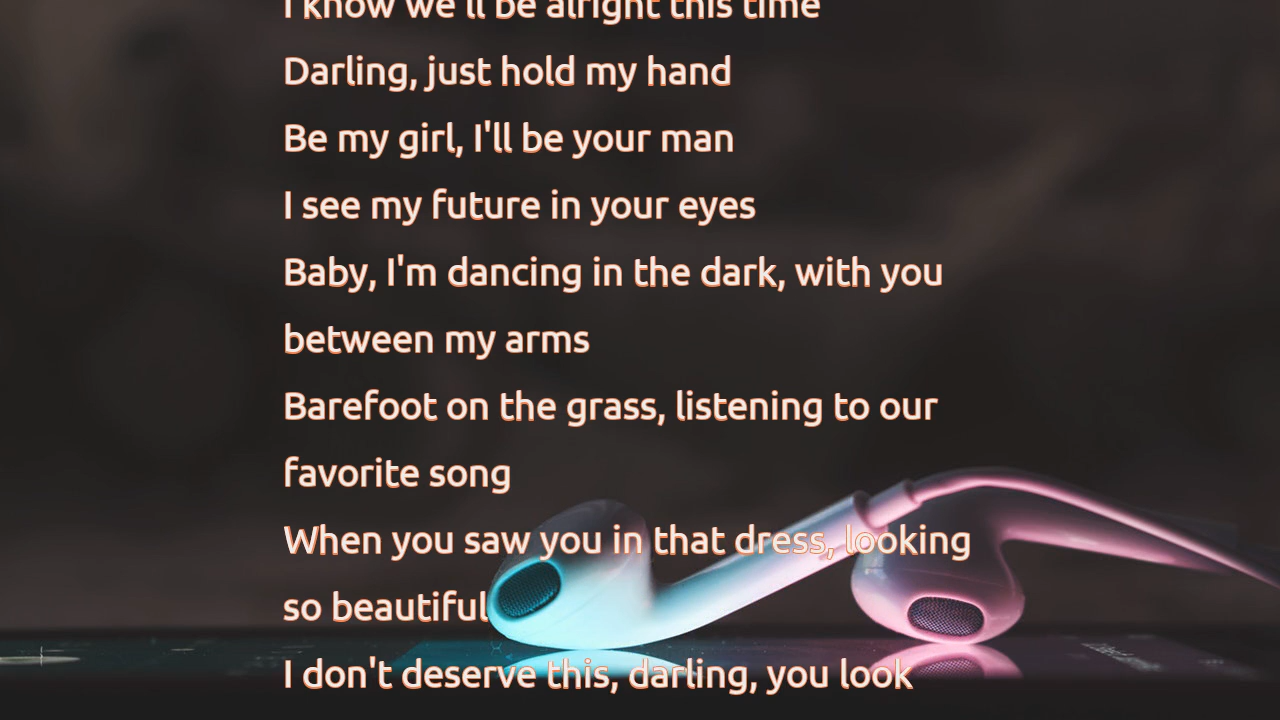 I know we'll be alright this time
Darling, just hold my hand
Be my girl, I'll be your man
I see my future in your eyes
Baby, I'm dancing in the dark, with you
between my arms
Barefoot on the grass, listening to our
favorite song
When you saw you in that dress, looking
so beautiful
I don't deserve this, darling, you look